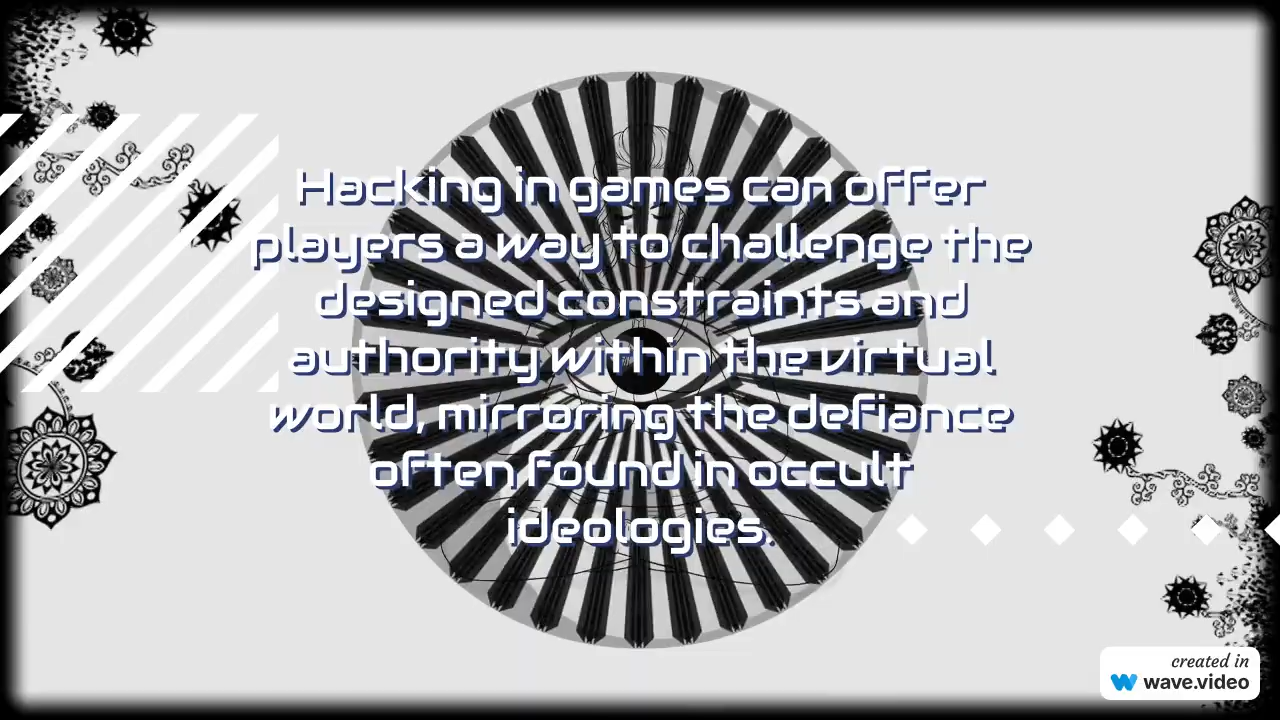 Hacking in games can offer
players a way to challenge the
designed constraints and
authority within the virtual
world, mirroring the defiance
often found in occult
ideologies.
created in
wave.video